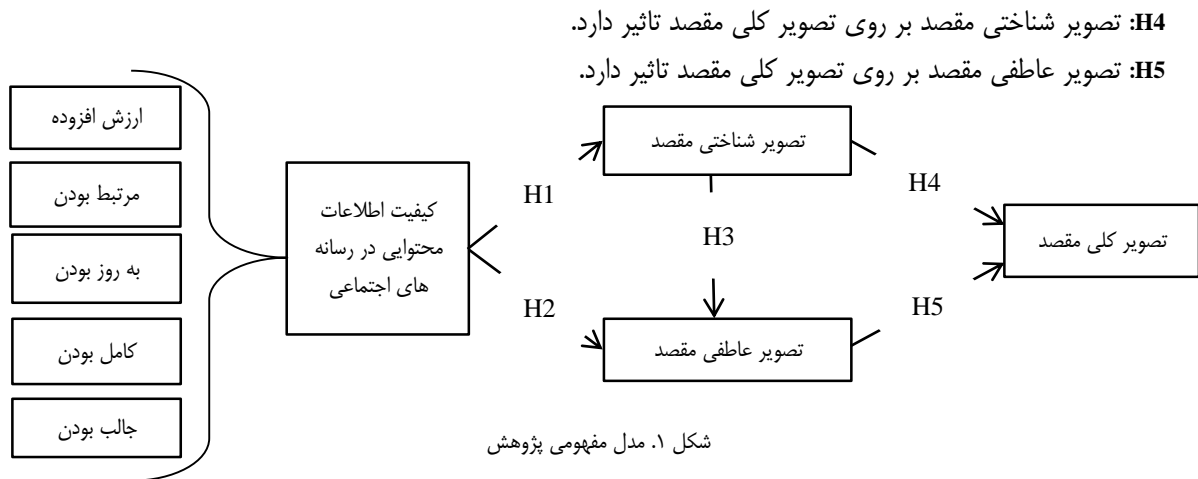 H4: تصویر شناختی مقصد بر روی تصویر کلی مقصد تاثیر دارد.
H5: تصویر عاطفی مقصد بر روی تصویر کلی مقصد تاثیر دارد.
ارزش افزوده
مرتبط بودن
به روز بودن
کامل بودن
جالب بودن
کیفیت اطلاعات
محتوایی در رسانه
های اجتماعی
H1
H2
تصویر شناختی مقصد
H3
تصویر عاطفی مقصد
H4
H5
تصویر کلی مقصد
شکل ۱. مدل مفهومی پژوهش